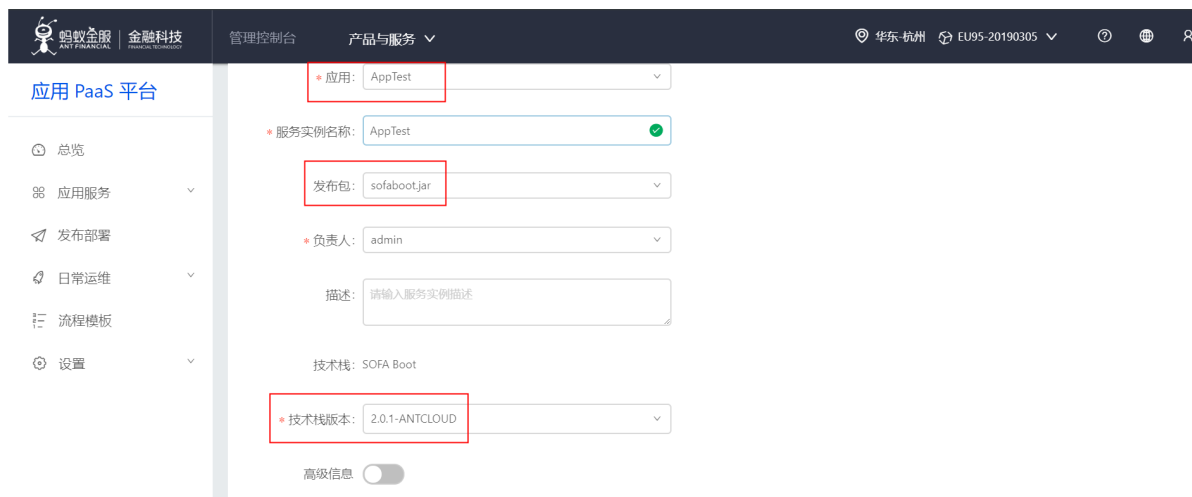 蚂蚁金服 金融科技 管理控制台 产品与服务 华东-杭州 EU95-20190305
ANT FINANCIAL FINANCIAL TECHNOLOGY
应用 PaaS 平台
* 应用: AppTest
* 服务实例名称: AppTest
总览
发布包: sofaboot.jar
应用服务
发布部署
* 负责人: admin
日常运维
描述: 请输入服务实例描述
流程模板
设置
技术栈: SOFA Boot
* 技术栈版本: 2.0.1-ANTCLOUD
高级信息